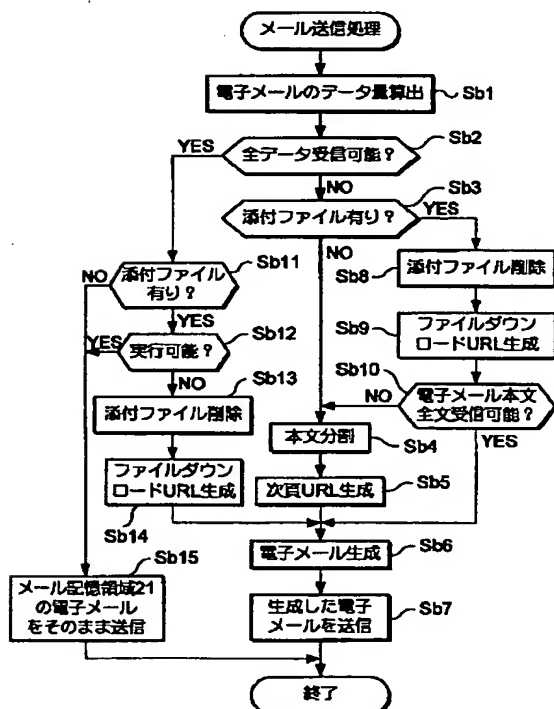 メール送信処理
電子メールのデータ量算出
Sb1
Sb2
全データ受信可能？
YES
NO
Sb3
添付ファイル有り？
YES
NO
Sb11
添付ファイル
有り？
NO
YES
Sb8
添付ファイル削除
Sb12
実行可能？
YES
NO
Sb9
ファイルダウン
ロードURL生成
Sb13
添付ファイル削除
Sb10
電子メール本文
全文受信可能？
NO
YES
本文分割
Sb4
ファイルダウン
ロードURL生成
Sb14
次頁URL生成
Sb5
電子メール生成
Sb6
Sb15
メール記憶領域21
の電子メール
をそのまま送信
生成した電子
メールを送信
Sb7
終了